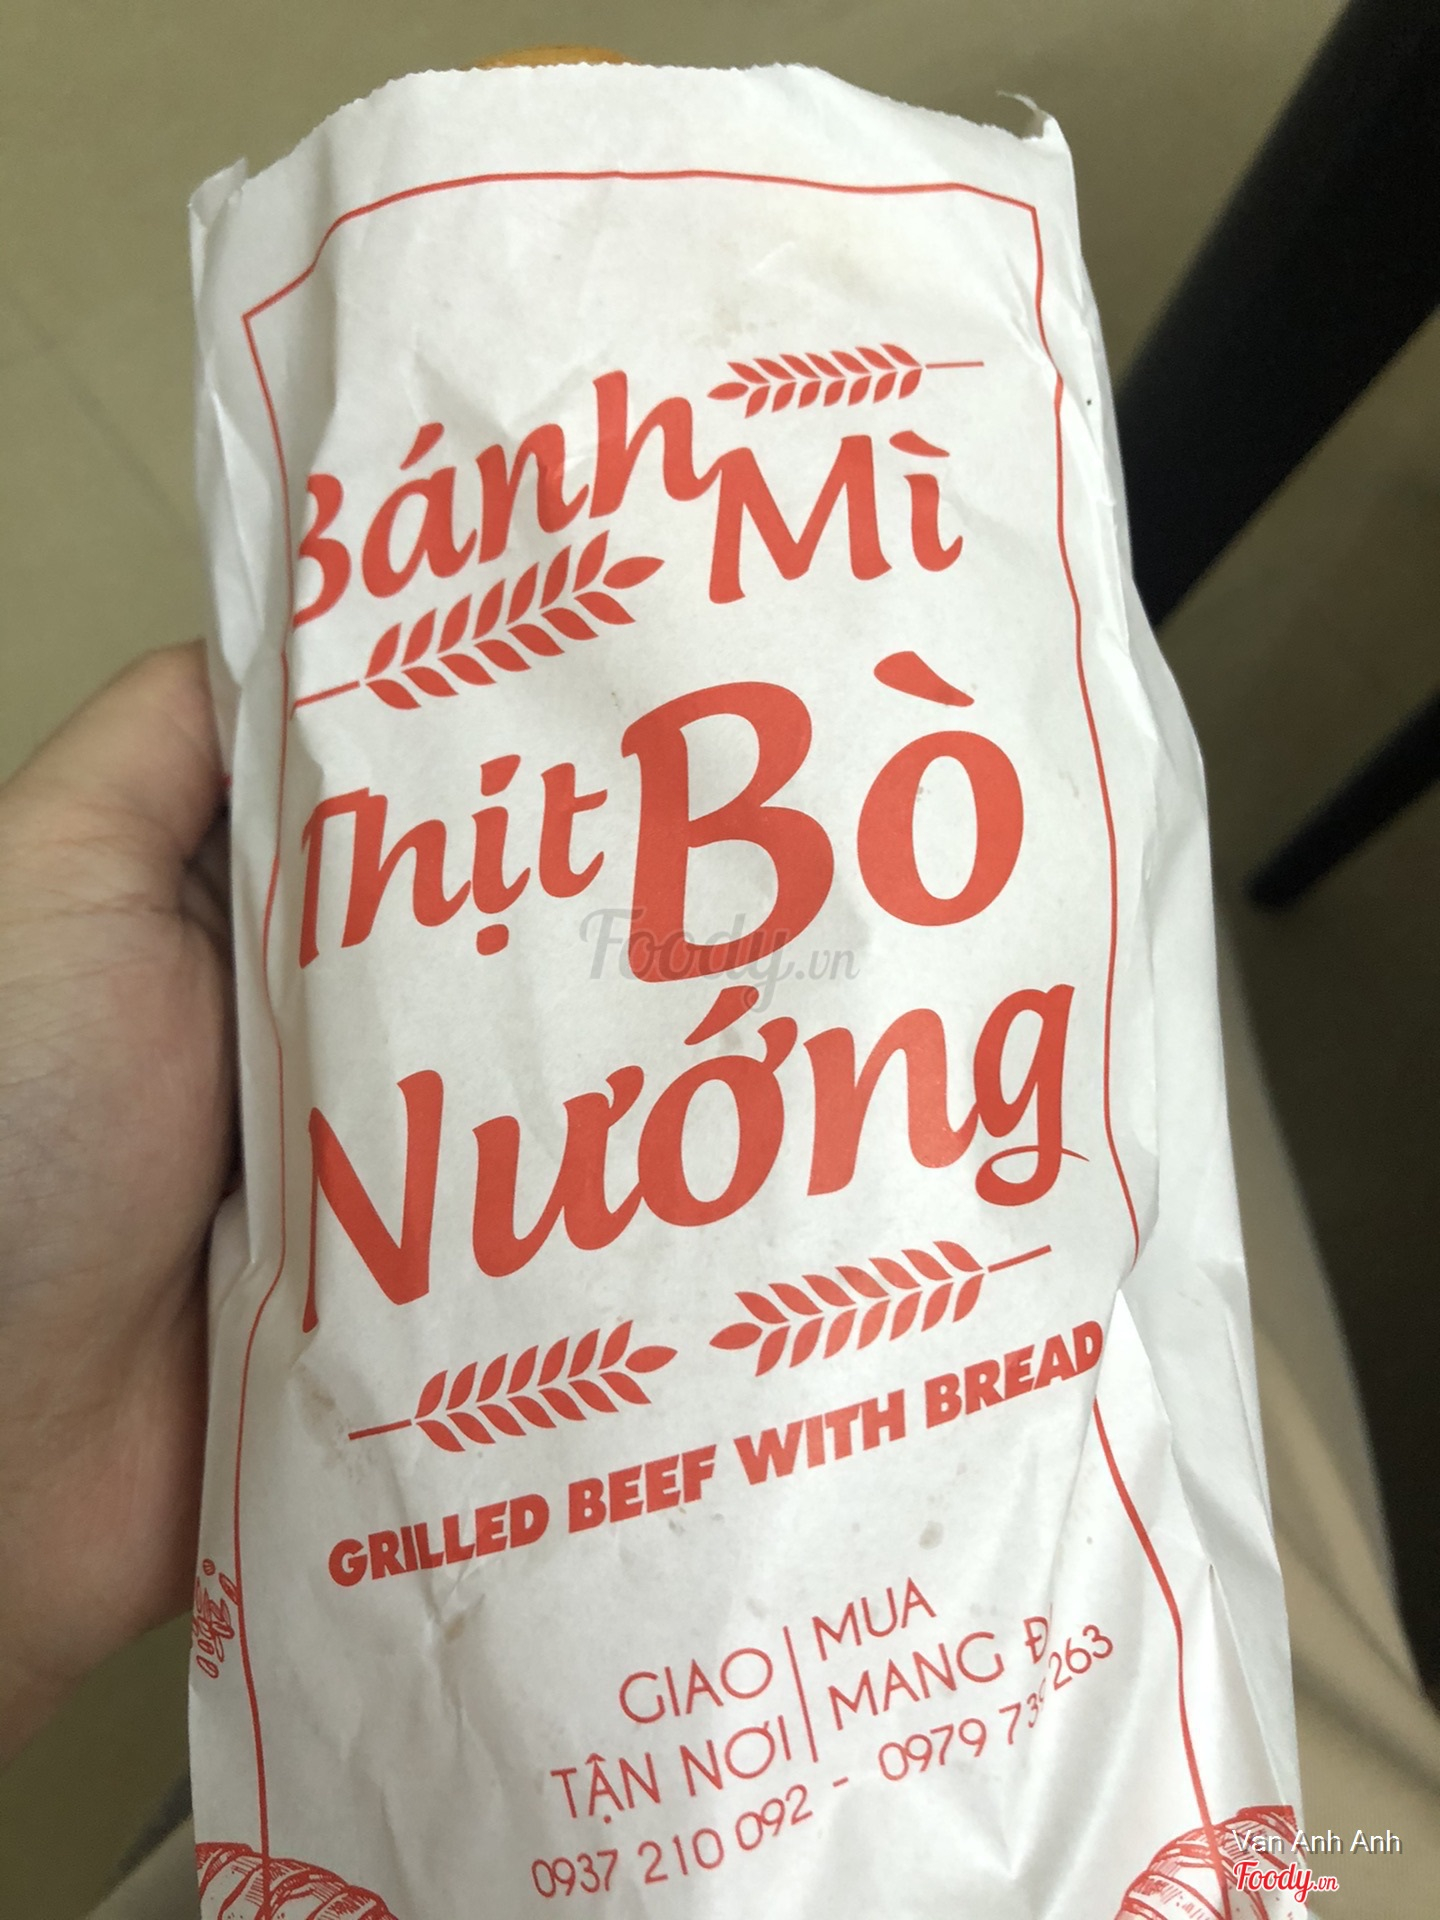 Bánh Mì
Thịt Bò
Nướng
GRILLED BEEF WITH BREAD
GIAO TẬN NƠI
MUA MANG
0937 210 092 - 0979 263
Foody.vn
Van Anh Anh
Foody.vn